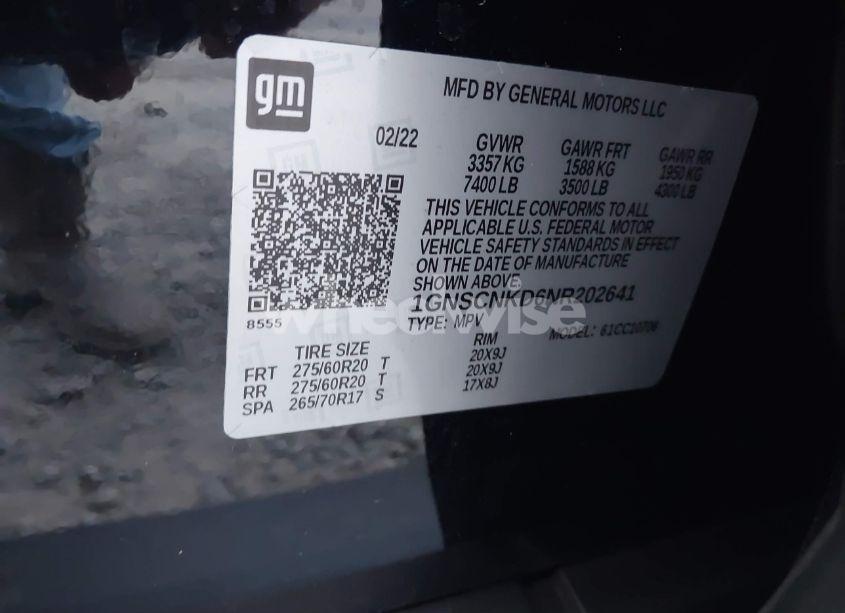 gm
MFD BY GENERAL MOTORS LLC
02/22
GVWR GAWR FRT GAWR RR
3357 KG 1588 KG 1950 KG
7400 LB 3500 LB 4300 LB
THIS VEHICLE CONFORMS TO ALL
APPLICABLE U.S. FEDERAL MOTOR
VEHICLE SAFETY STANDARDS IN EFFECT
ON THE DATE OF MANUFACTURE
SHOWN ABOVE
1GNSCNKD6NR202641
8555
TYPE: MPV MODEL: 61CC10706
wheelwise
TIRE SIZE RIM
FRT 275/60R20 T 20X9J
RR 275/60R20 T 20X9J
SPA 265/70R17 S 17X8J